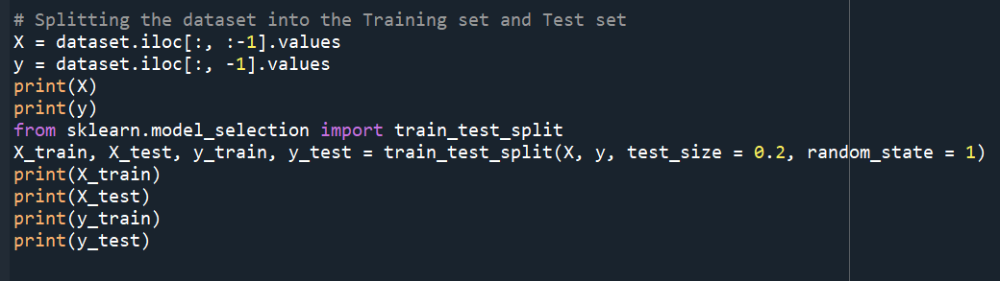 # Splitting the dataset into the Training set and Test set
X = dataset.iloc[:, :-1].values
y = dataset.iloc[:, -1].values
print(X)
print(y)
from sklearn.model_selection import train_test_split
X_train, X_test, y_train, y_test = train_test_split(X, y, test_size = 0.2, random_state = 1)
print(X_train)
print(X_test)
print(y_train)
print(y_test)